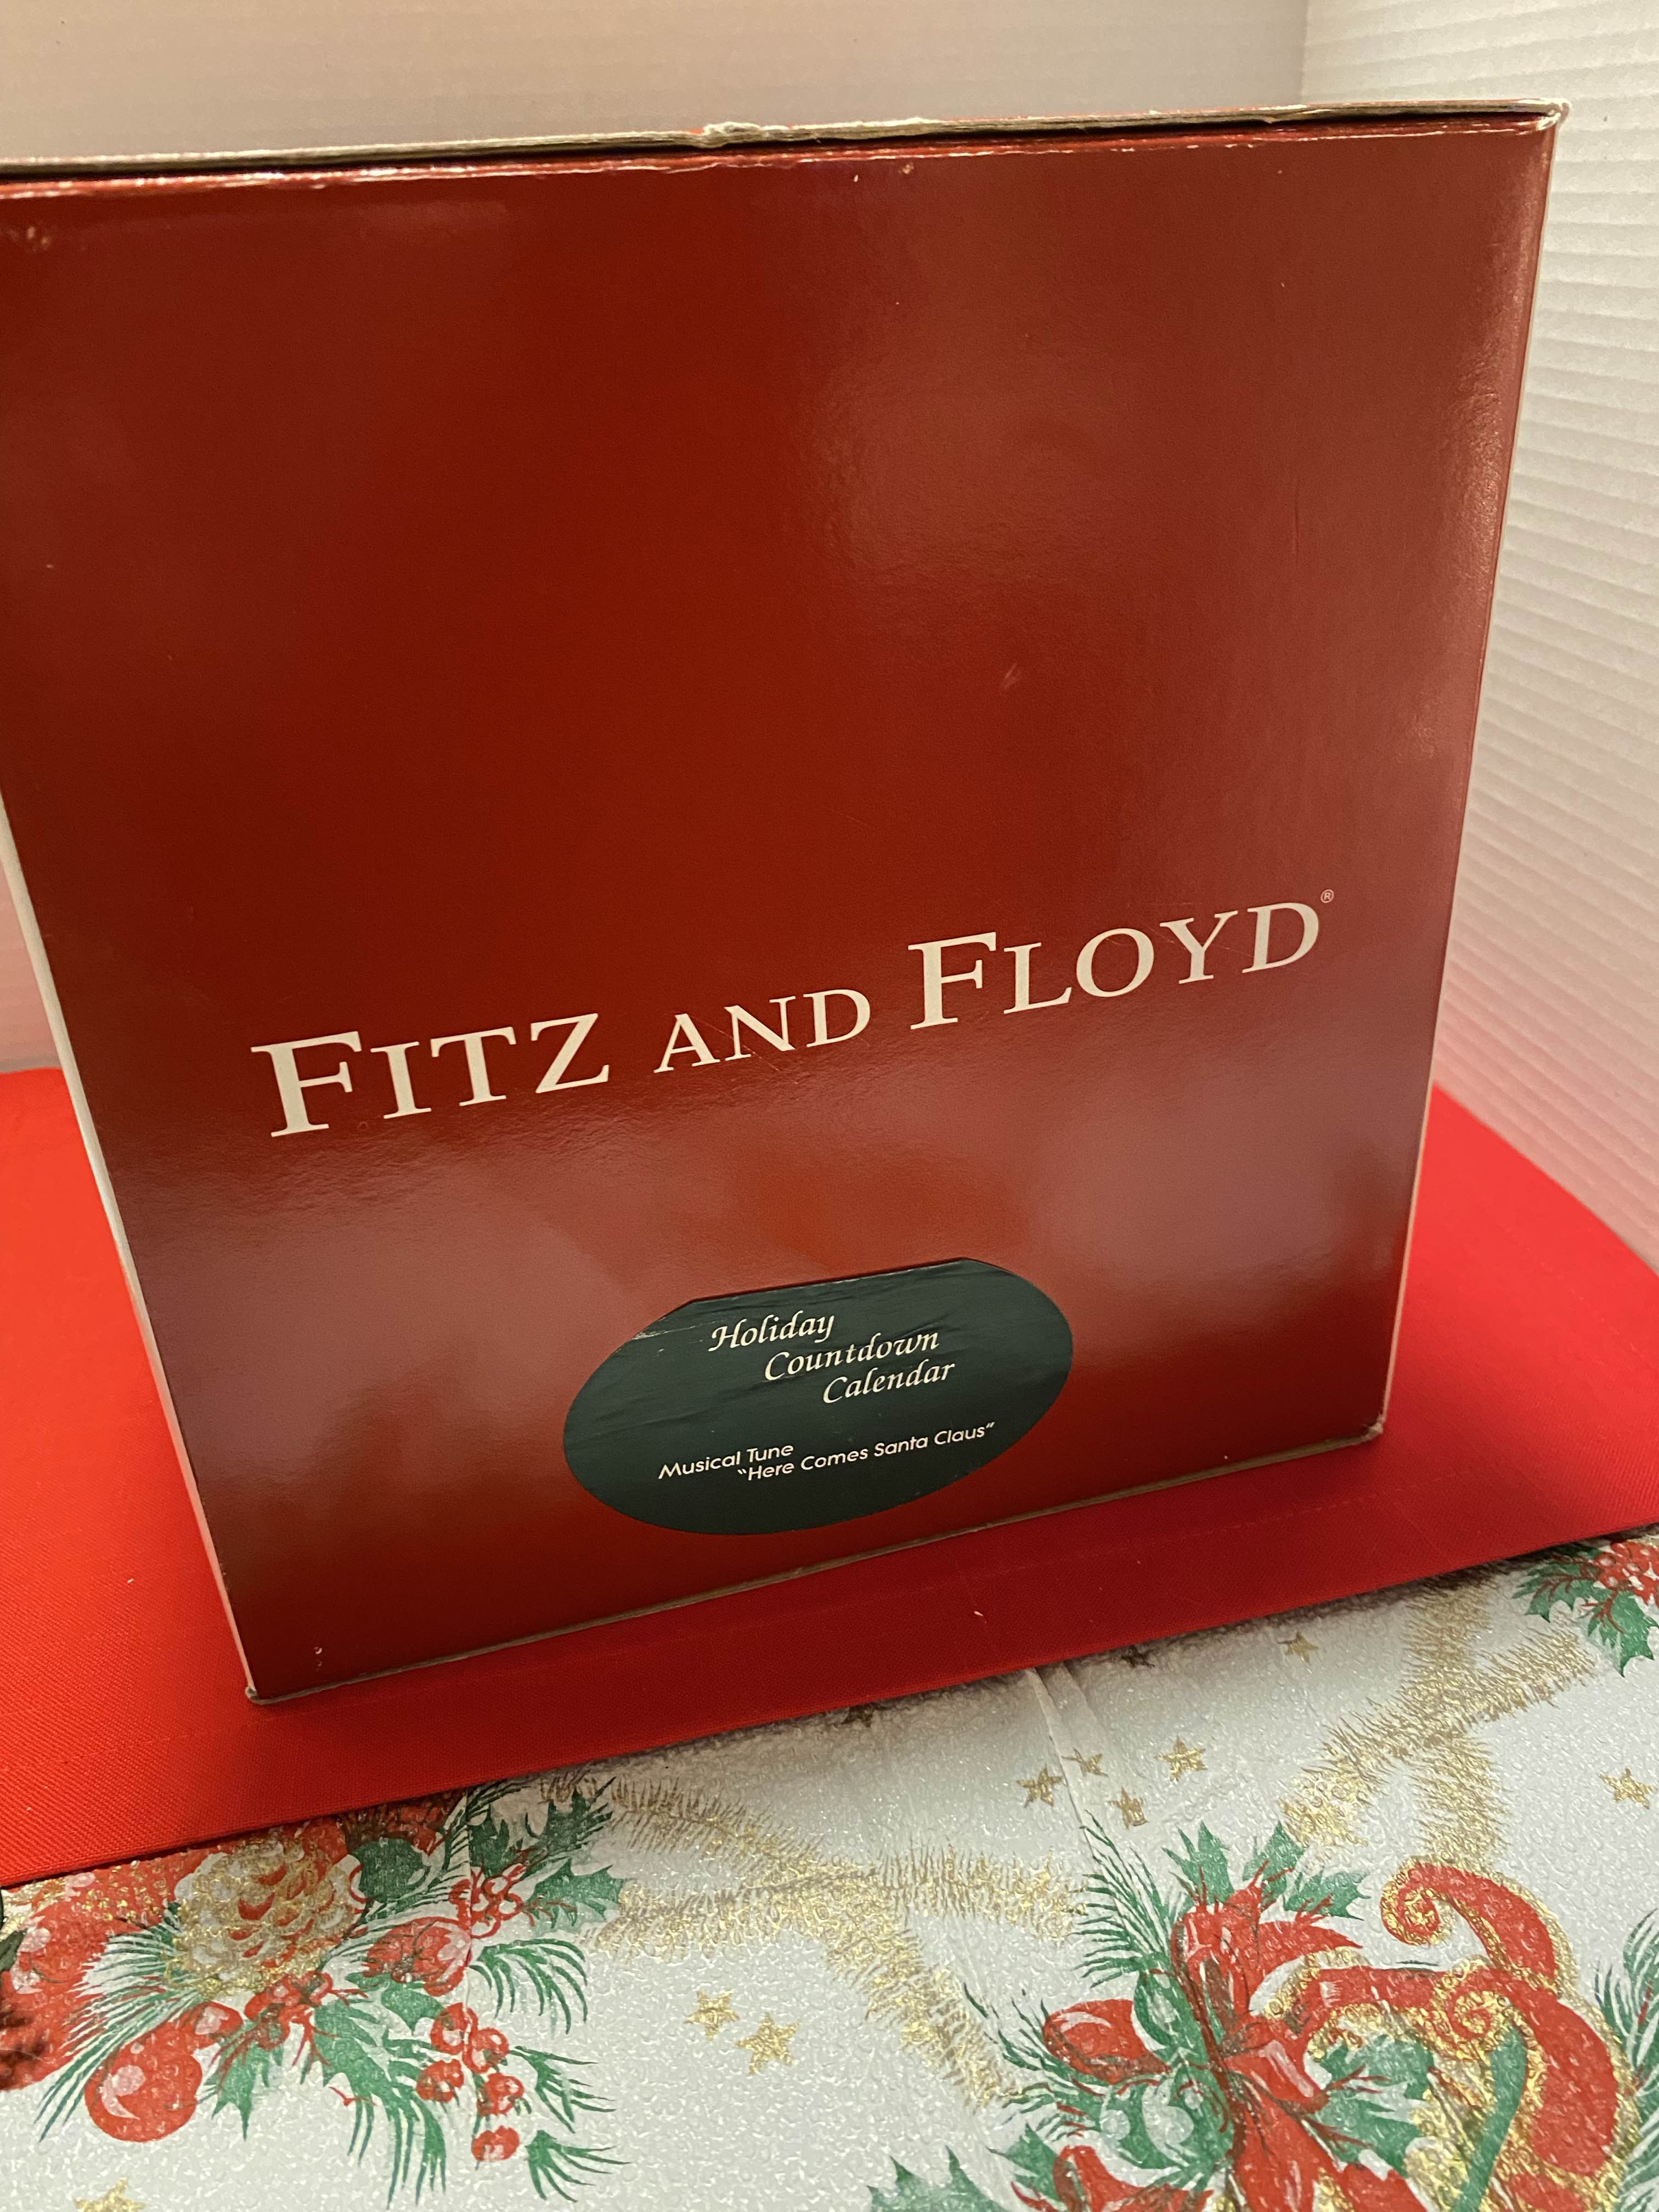 FITZ AND FLOYD®
Holiday
Countdown
Calendar
Musical Tune
"Here Comes Santa Claus"